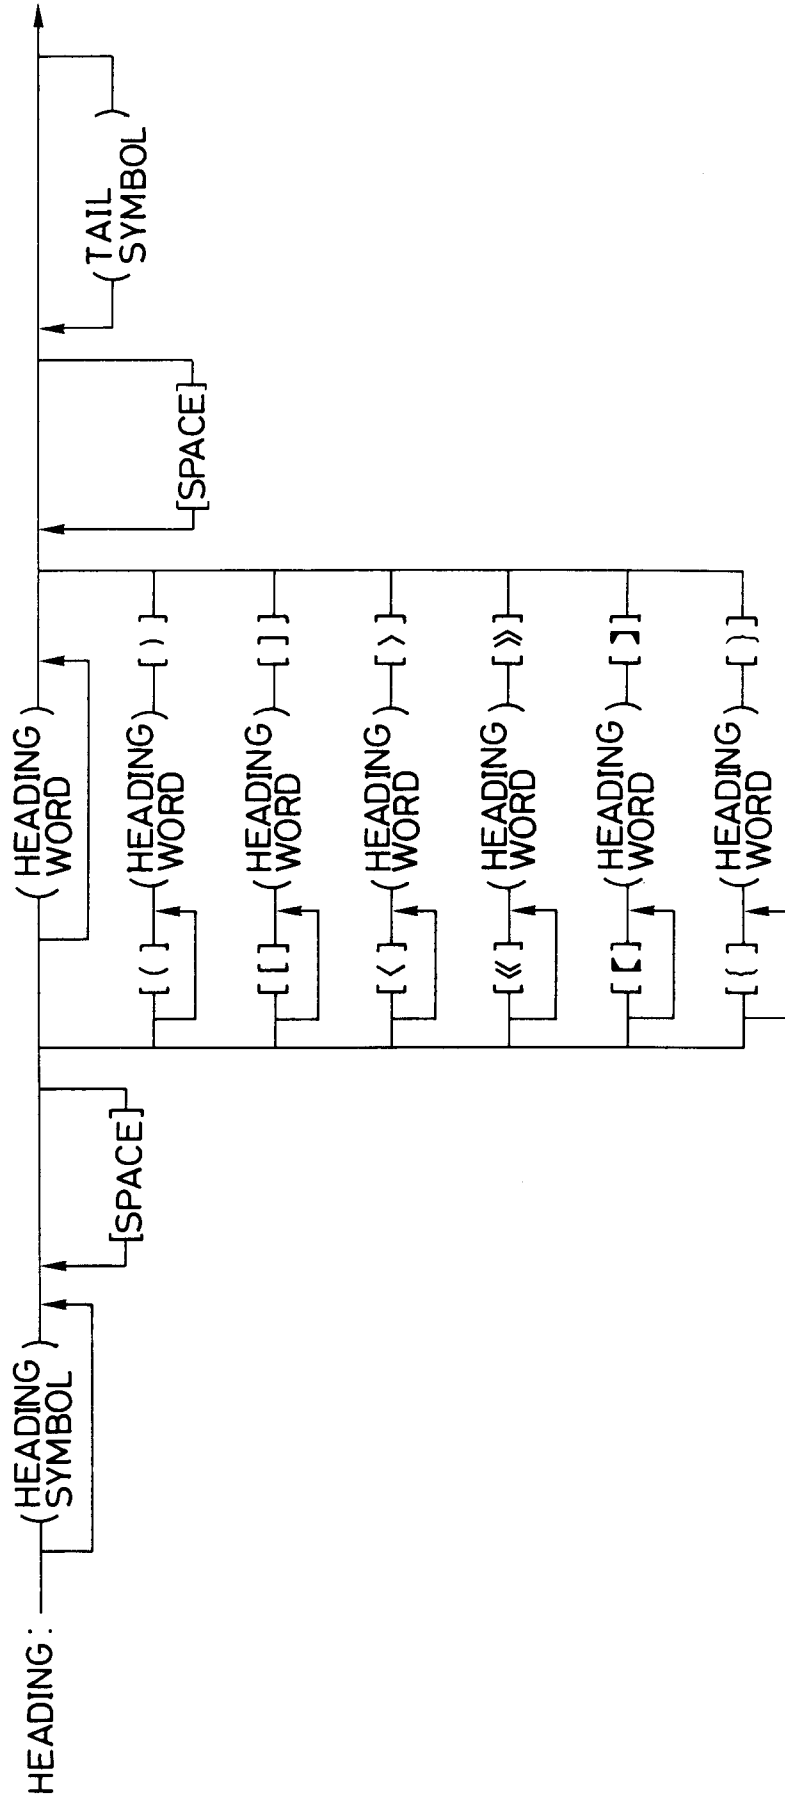 HEADING:
(HEADING
SYMBOL)
[SPACE]
(HEADING
WORD)
[(] (HEADING
WORD) [)]
[[] (HEADING
WORD) []]
[<] (HEADING
WORD) [>]
[《] (HEADING
WORD) [》]
[【] (HEADING
WORD) [】]
[{] (HEADING
WORD) [}]
[SPACE]
(TAIL
SYMBOL)